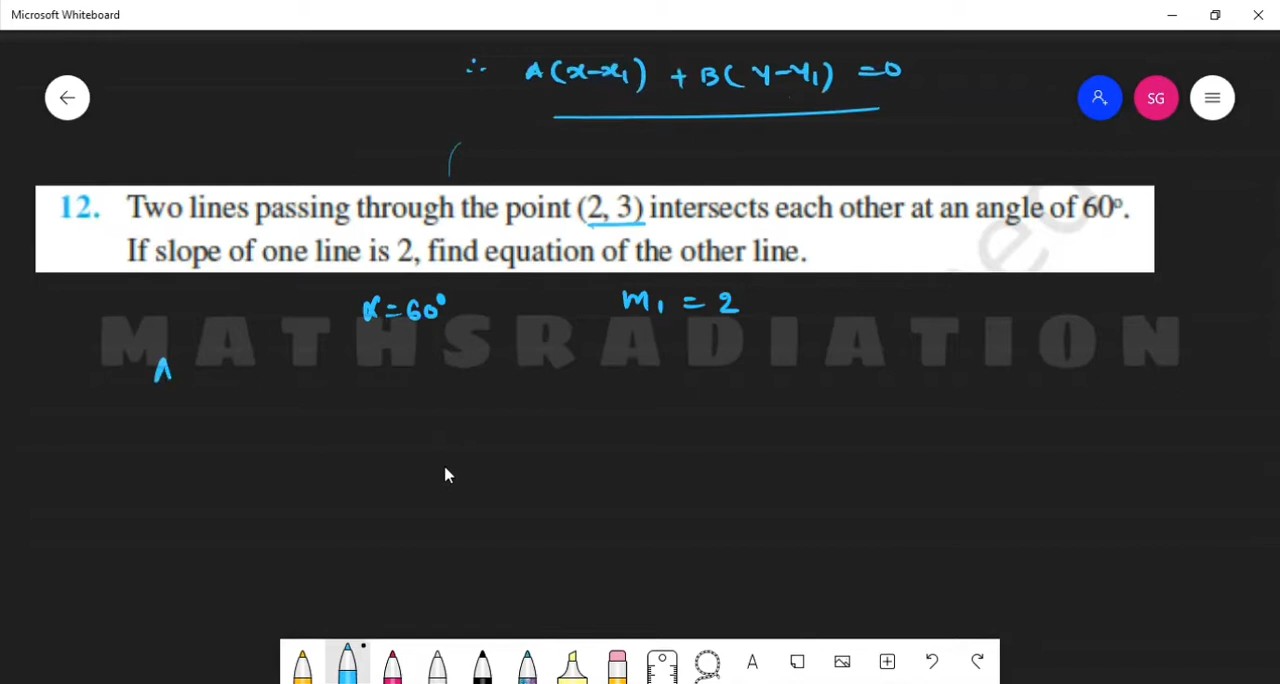 Microsoft Whiteboard
∴ A(x-x₁) + B(y-y₁) =0
SG
12. Two lines passing through the point (2, 3) intersects each other at an angle of 60°.
If slope of one line is 2, find equation of the other line.
α=60° m₁ = 2
MATHSRADIATION
A